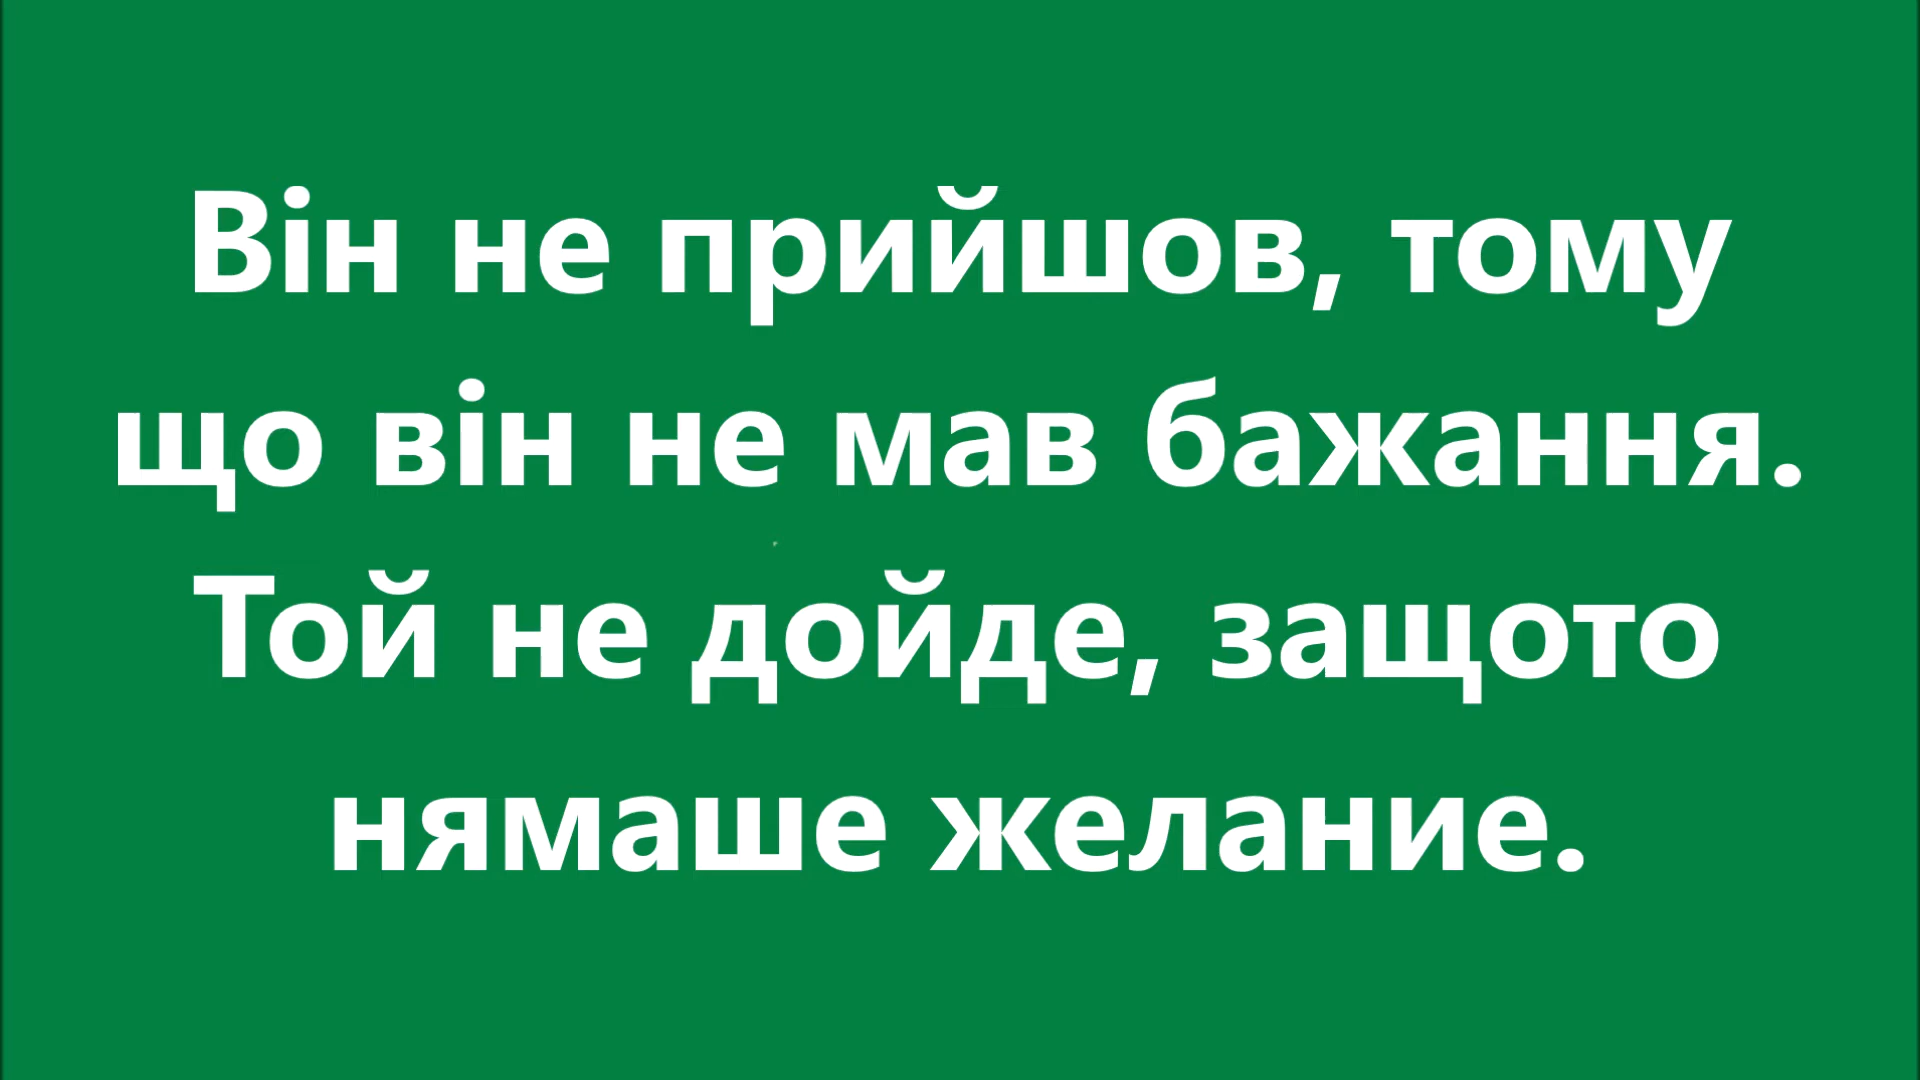 Він не прийшов, тому
що він не мав бажання.
Той не дойде, защото
нямаше желание.